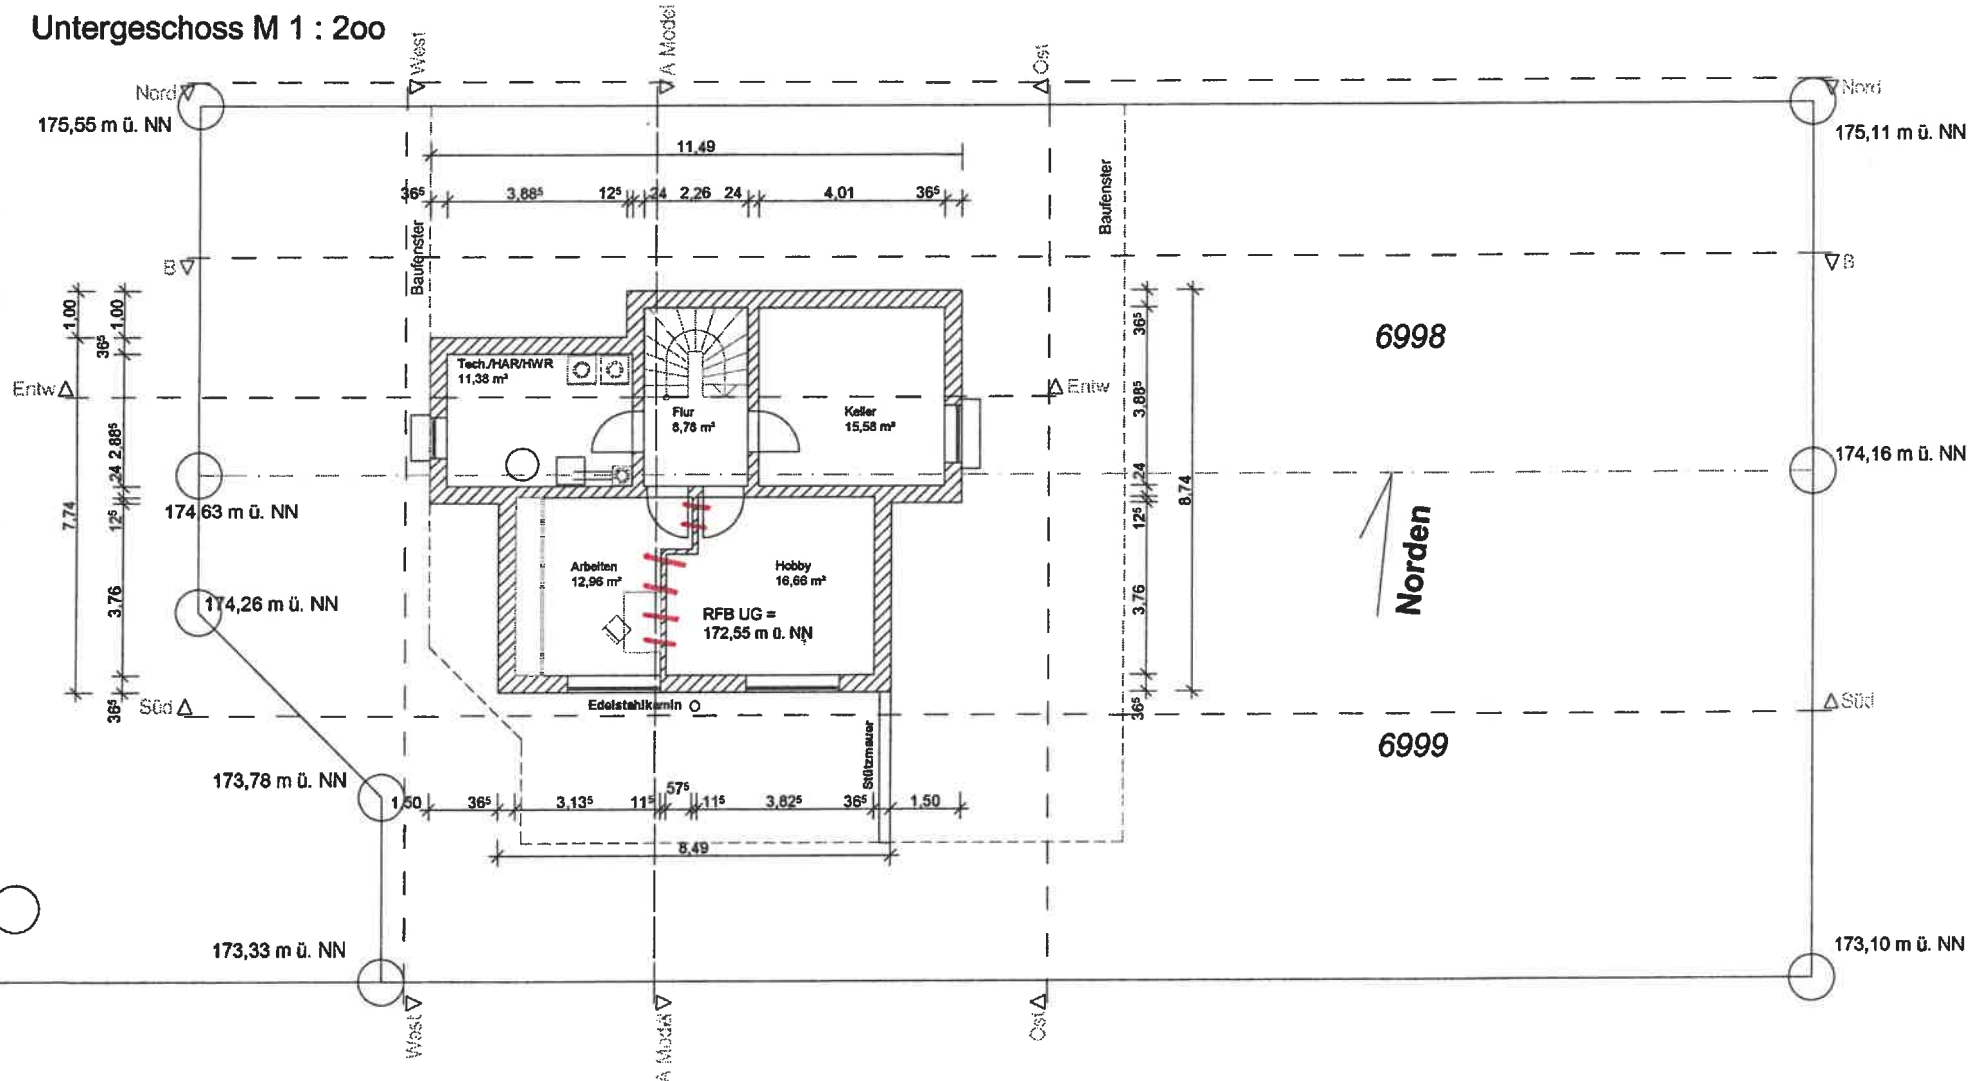 Untergeschoss M 1 : 2oo
West
A Model
Ost
Nord
Nord
175,55 m ü. NN
175,11 m ü. NN
11,49
36⁵ 3,88⁵ 12⁵ 24 2,26 24 4,01 36⁵
Baufenster
Baufenster
B
B
1,00
1,00
36⁵
36⁵
6998
Tech./HAR/HWR
11,38 m²
Entw
Entw
Flur
Keller
15,58 m²
2,88⁵
3,88⁵
24
24
7,74
12⁵
12⁵
8,74
174,63 m ü. NN
174,16 m ü. NN
Norden
Arbeiten
12,96 m²
Hobby
16,66 m²
3,76
3,76
174,26 m ü. NN
RFB UG =
172,55 m ü. NN
36⁵
36⁵
Süd
Süd
Edelstahlkamin
Stützmauer
6999
173,78 m ü. NN
1,50 36⁵ 3,13⁵ 11⁵ 57⁵ 11⁵ 3,82⁵ 36⁵ 1,50
8,49
173,33 m ü. NN
173,10 m ü. NN
West
A Model
Ost